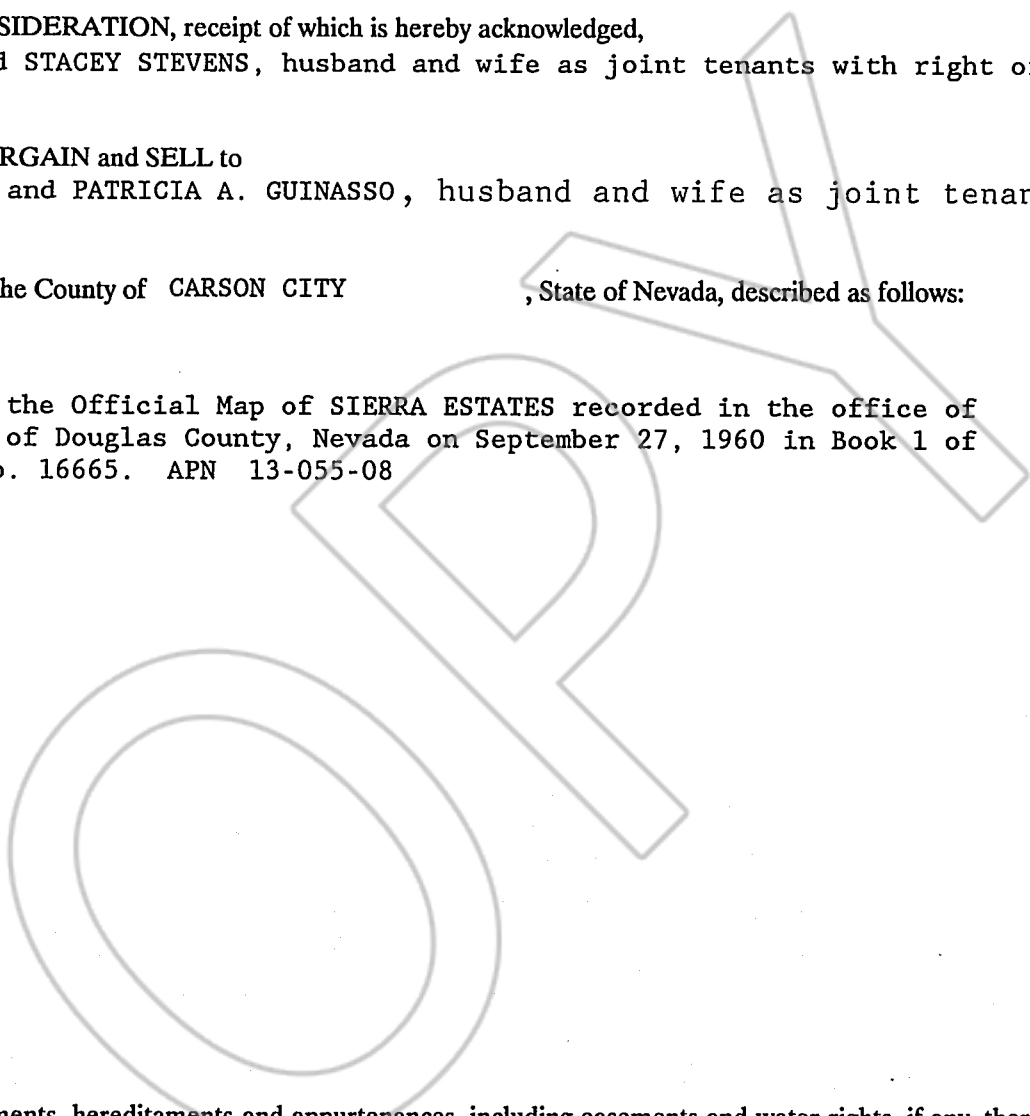 SIDERATION, receipt of which is hereby acknowledged,
d STACEY STEVENS, husband and wife as joint tenants with right o
RGAIN and SELL to
and PATRICIA A. GUINASSO, husband and wife as joint tenan
he County of CARSON CITY , State of Nevada, described as follows:
the Official Map of SIERRA ESTATES recorded in the office of
of Douglas County, Nevada on September 27, 1960 in Book 1 of
o. 16665. APN 13-055-08
OPY
ments, hereditaments and appurtenances, including easments and water rights, if any, ther